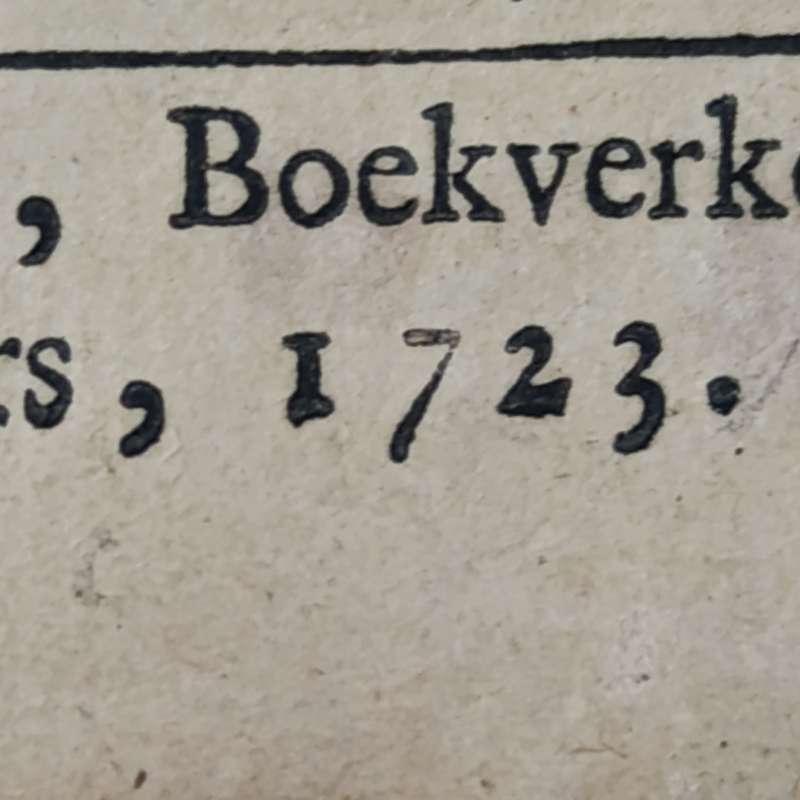 , Boekverk
rs, 1723.